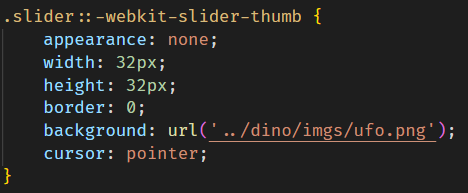 .slider::-webkit-slider-thumb {
    appearance: none;
    width: 32px;
    height: 32px;
    border: 0;
    background: url('../dino/imgs/ufo.png');
    cursor: pointer;
}